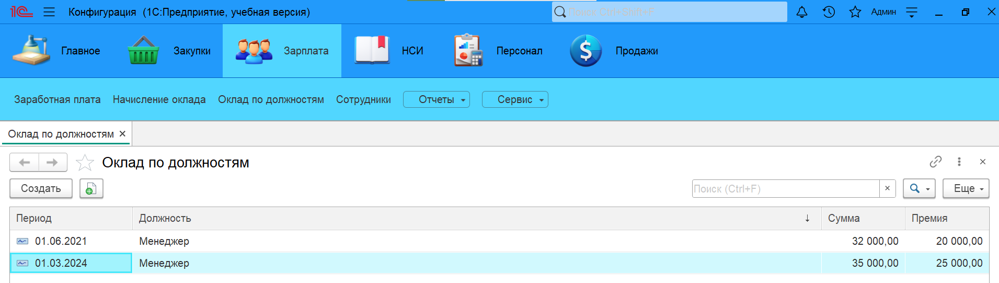 1С Конфигурация (1С:Предприятие, учебная версия) Поиск Ctrl+Shift+F Админ
Главное Закупки Зарплата НСИ Персонал Продажи
Заработная плата Начисление оклада Оклад по должностям Сотрудники Отчеты Сервис
Оклад по должностям
Оклад по должностям
Создать Поиск (Ctrl+F) Еще
Период Должность Сумма Премия
01.06.2021 Менеджер 32 000,00 20 000,00
01.03.2024 Менеджер 35 000,00 25 000,00